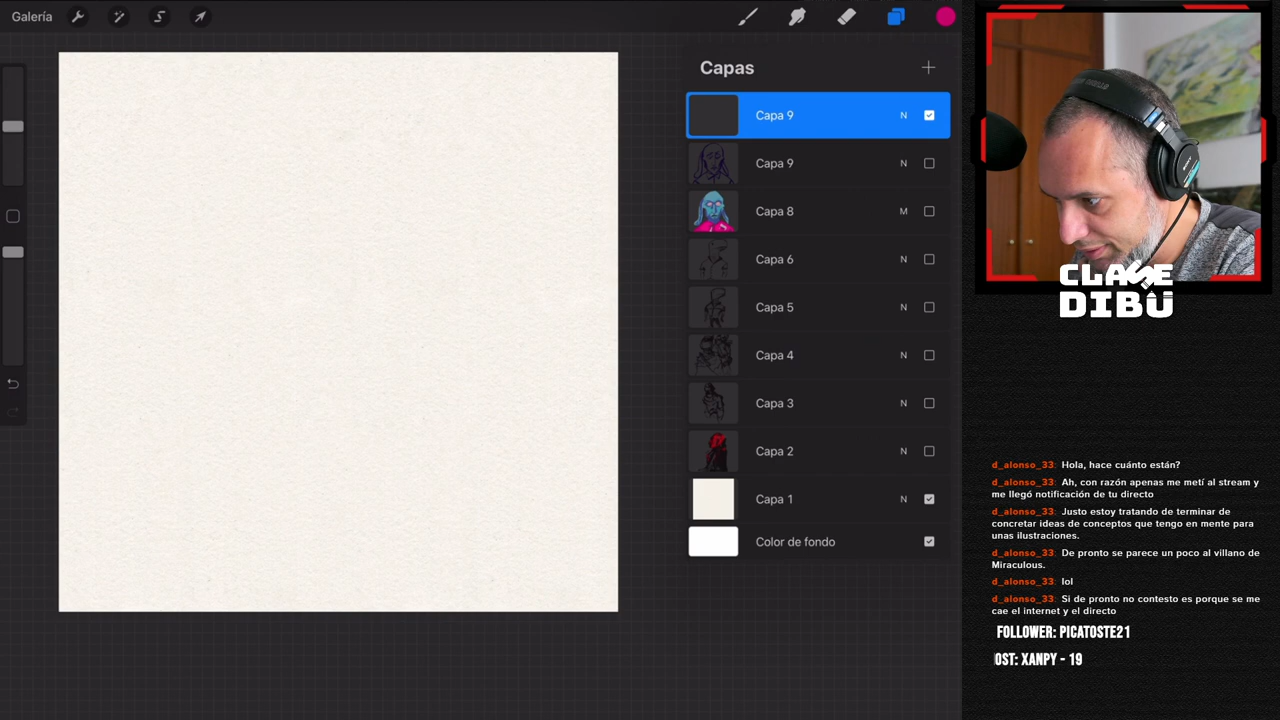 Galería
Capas
Capa 9 N
Capa 9 N
Capa 8 M
Capa 6 N
Capa 5 N
Capa 4 N
Capa 3 N
Capa 2 N
Capa 1 N
Color de fondo
SONY
CLASE
DIBU
d_alonso_33: Hola, hace cuánto están?
d_alonso_33: Ah, con razón apenas me metí al stream y
me llegó notificación de tu directo
d_alonso_33: Justo estoy tratando de terminar de
concretar ideas de conceptos que tengo en mente para
unas ilustraciones.
d_alonso_33: De pronto se parece un poco al villano de
Miraculous.
d_alonso_33: lol
d_alonso_33: Si de pronto no contesto es porque se me
cae el internet y el directo
FOLLOWER: PICATOSTE21
OST: XANPY - 19